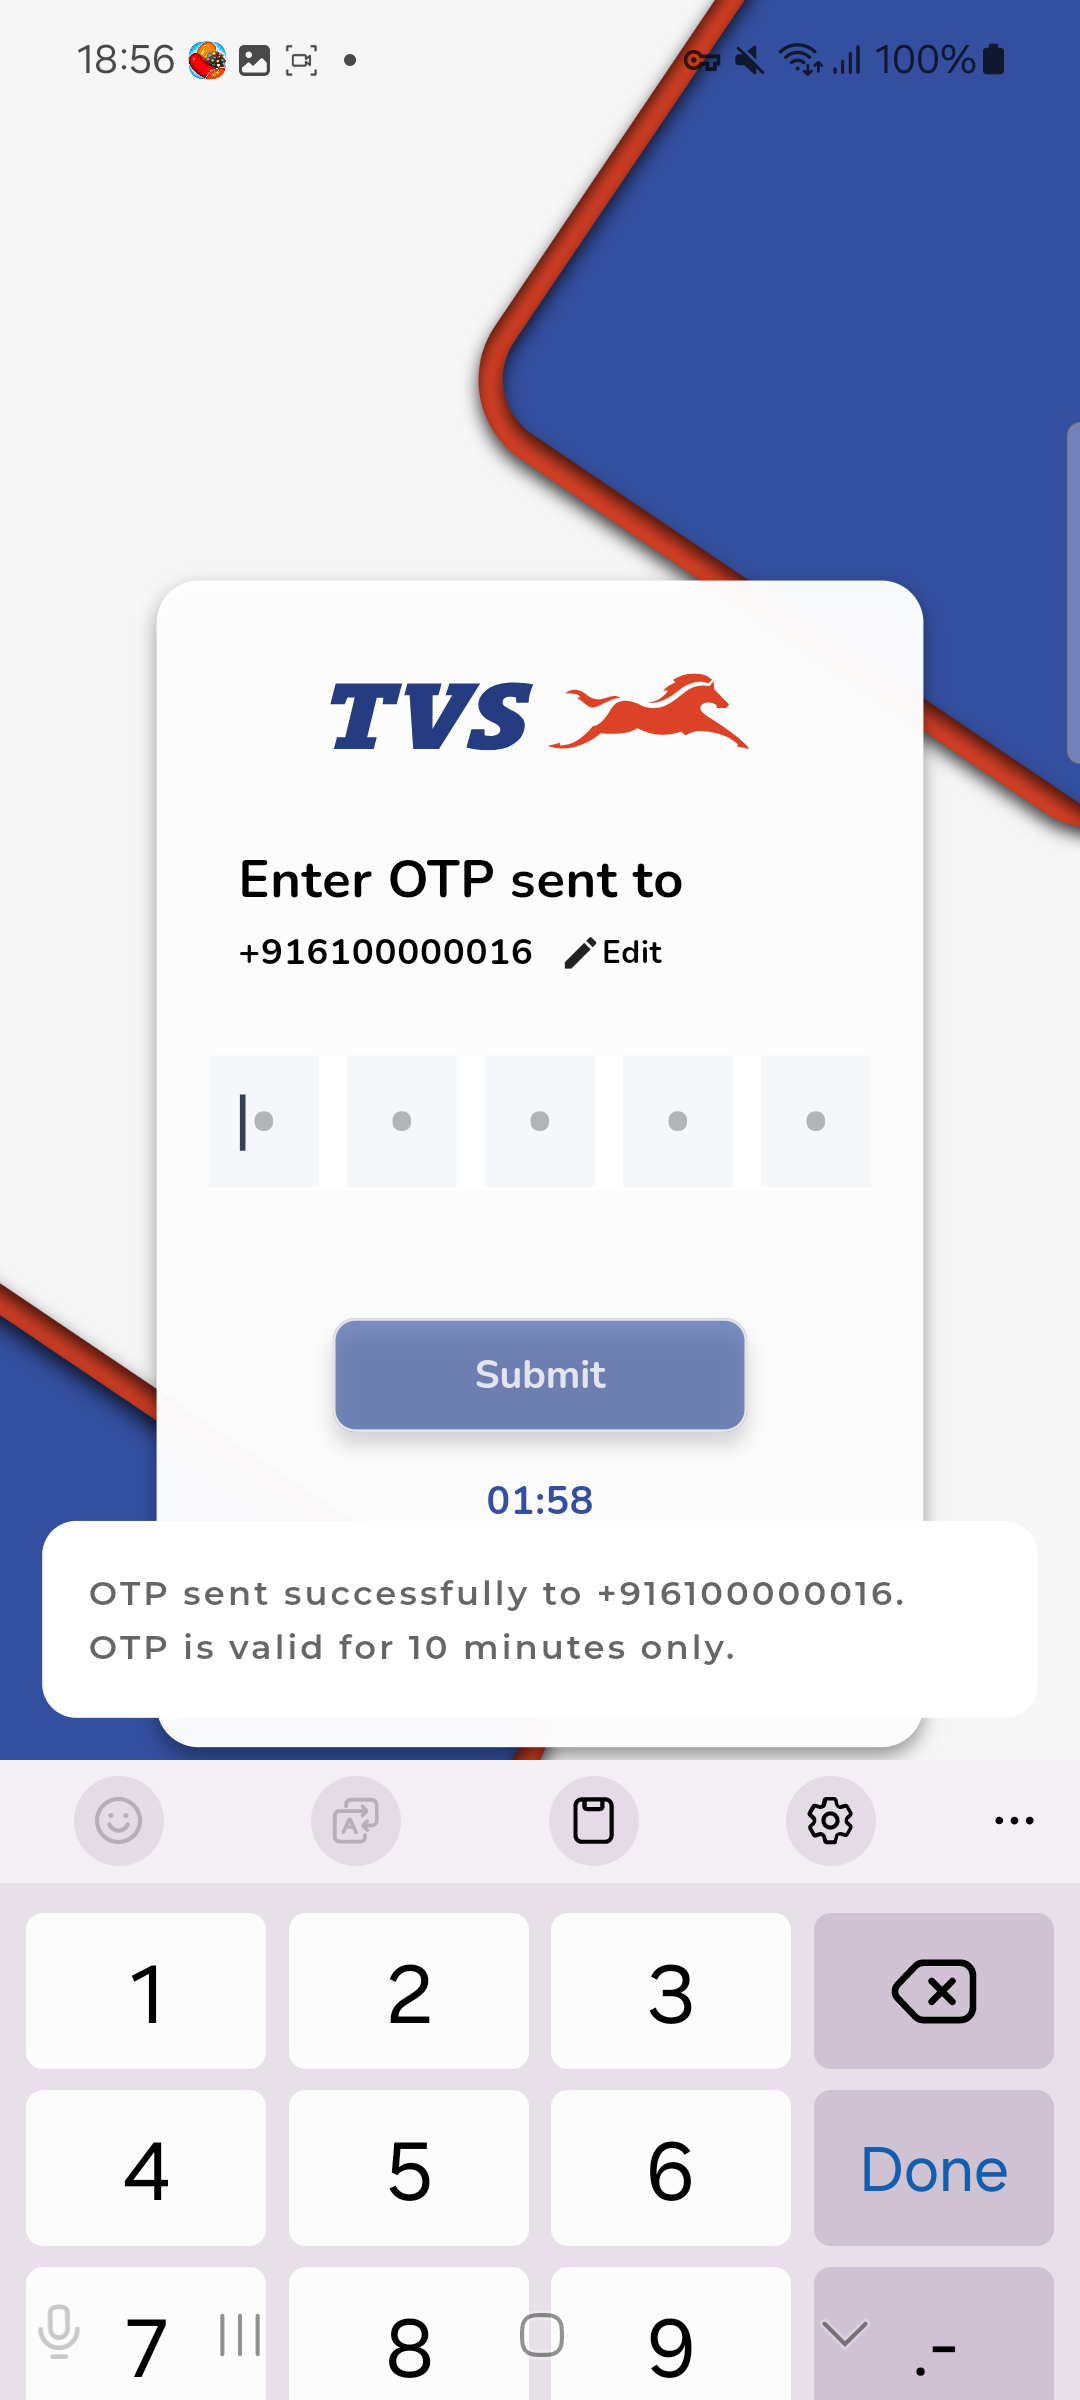 18:56
100%
TVS
Enter OTP sent to
+916100000016 Edit
Submit
01:58
OTP sent successfully to +916100000016.
OTP is valid for 10 minutes only.
1 2 3
4 5 6 Done
7 8 9 .-